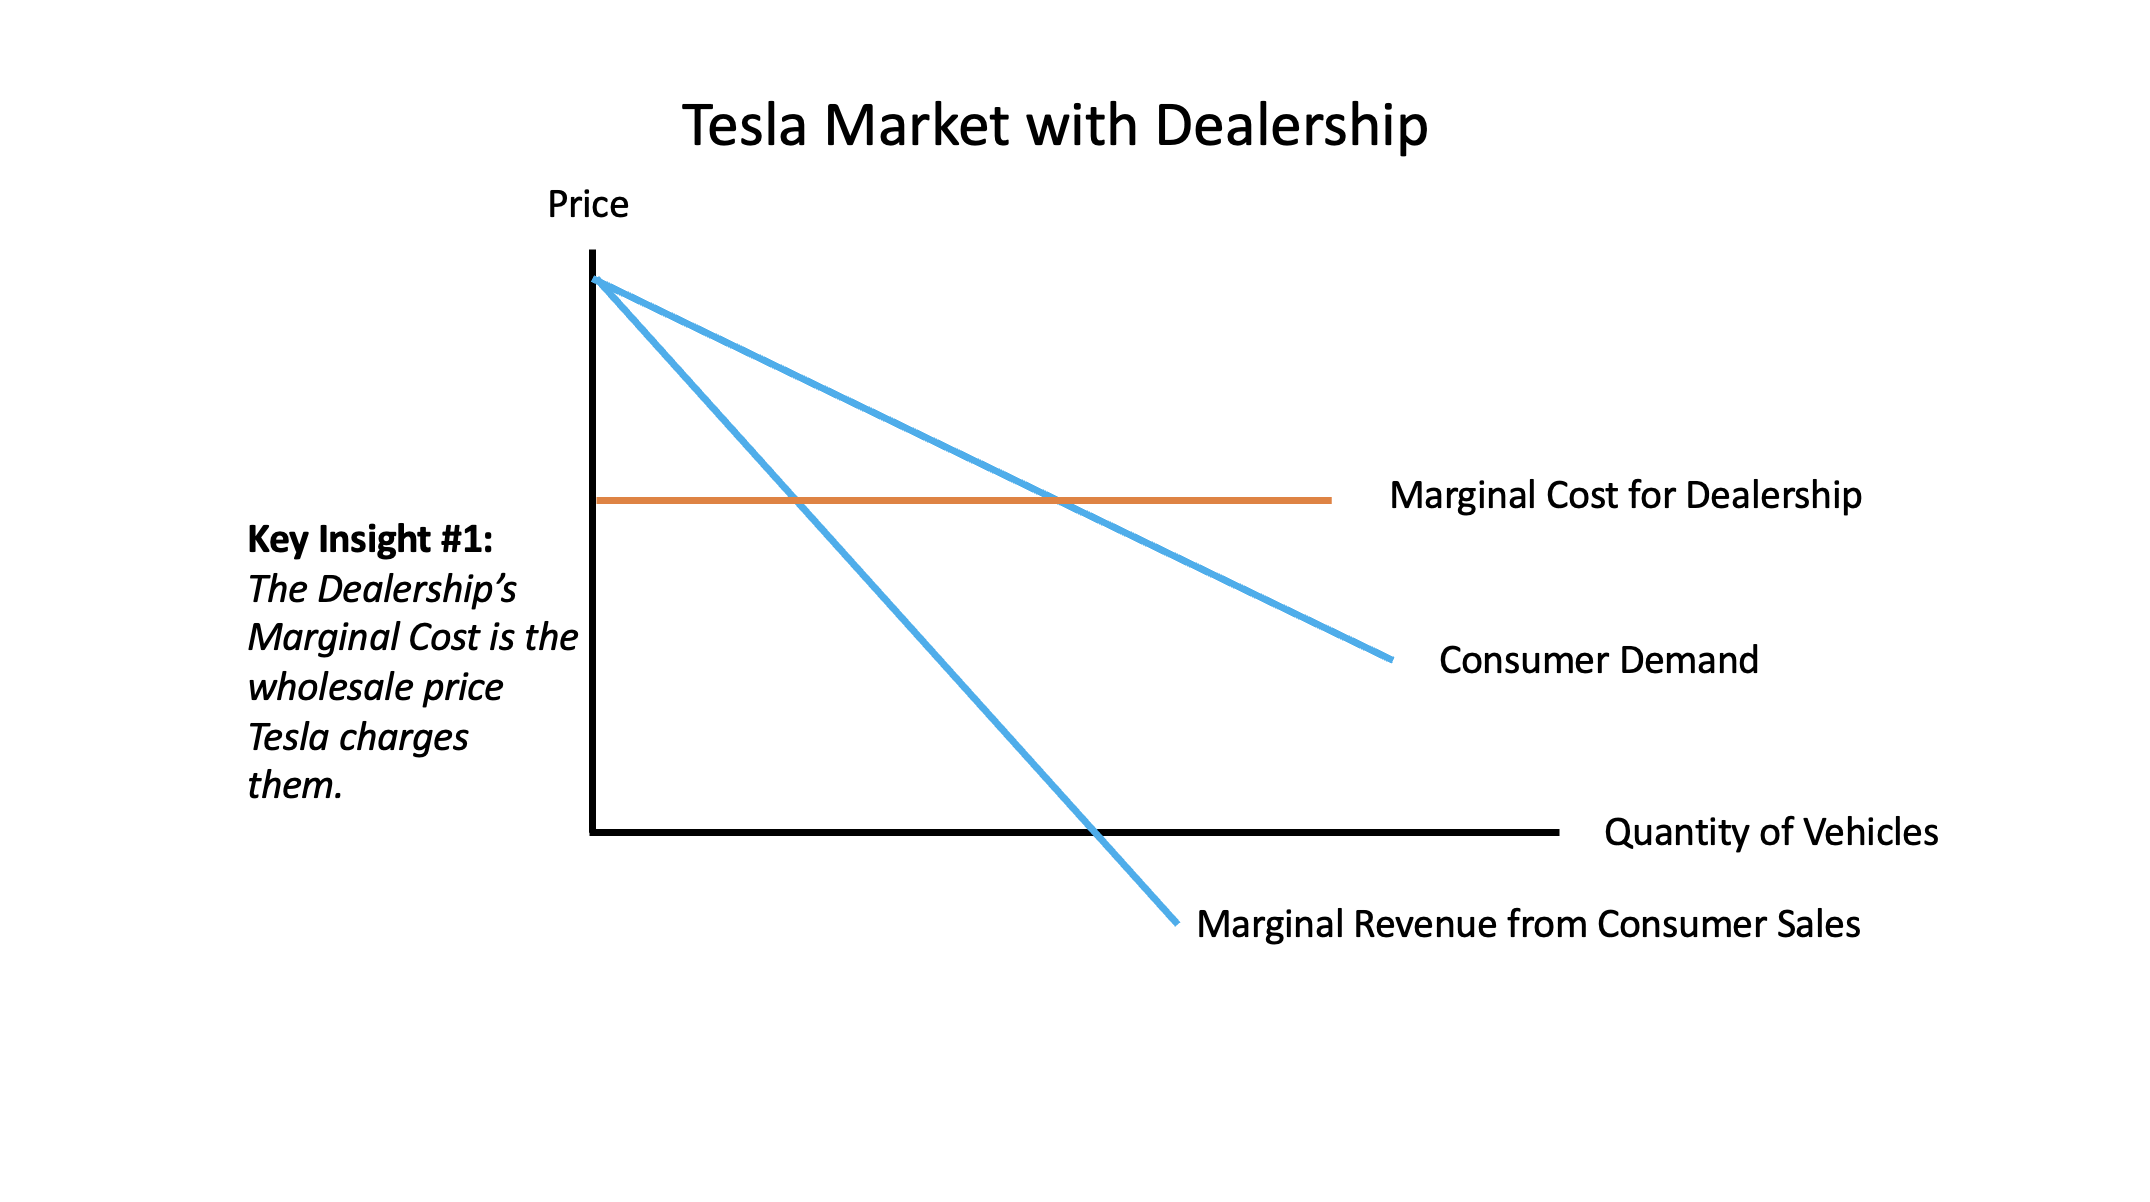 Tesla Market with Dealership
Price
Marginal Cost for Dealership
Key Insight #1:
The Dealership’s
Marginal Cost is the
wholesale price
Tesla charges
them.
Consumer Demand
Quantity of Vehicles
Marginal Revenue from Consumer Sales